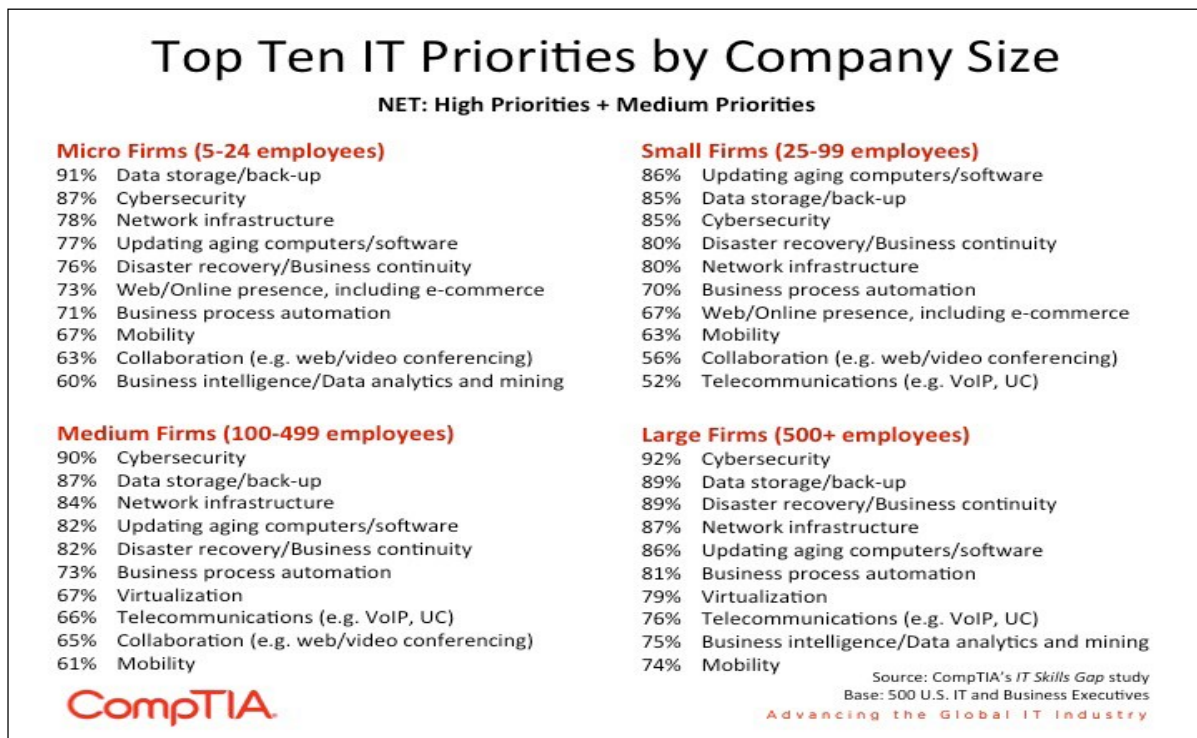 Top Ten IT Priorities by Company Size
NET: High Priorities + Medium Priorities
Micro Firms (5-24 employees)
91% Data storage/back-up
87% Cybersecurity
78% Network infrastructure
77% Updating aging computers/software
76% Disaster recovery/Business continuity
73% Web/Online presence, including e-commerce
71% Business process automation
67% Mobility
63% Collaboration (e.g. web/video conferencing)
60% Business intelligence/Data analytics and mining
Small Firms (25-99 employees)
86% Updating aging computers/software
85% Data storage/back-up
85% Cybersecurity
80% Disaster recovery/Business continuity
80% Network infrastructure
70% Business process automation
67% Web/Online presence, including e-commerce
63% Mobility
56% Collaboration (e.g. web/video conferencing)
52% Telecommunications (e.g. VoIP, UC)
Medium Firms (100-499 employees)
90% Cybersecurity
87% Data storage/back-up
84% Network infrastructure
82% Updating aging computers/software
82% Disaster recovery/Business continuity
73% Business process automation
67% Virtualization
66% Telecommunications (e.g. VoIP, UC)
65% Collaboration (e.g. web/video conferencing)
61% Mobility
Large Firms (500+ employees)
92% Cybersecurity
89% Data storage/back-up
89% Disaster recovery/Business continuity
87% Network infrastructure
86% Updating aging computers/software
81% Business process automation
79% Virtualization
76% Telecommunications (e.g. VoIP, UC)
75% Business intelligence/Data analytics and mining
74% Mobility
Source: CompTIA's IT Skills Gap study
Base: 500 U.S. IT and Business Executives
CompTIA.
Advancing the Global IT Industry